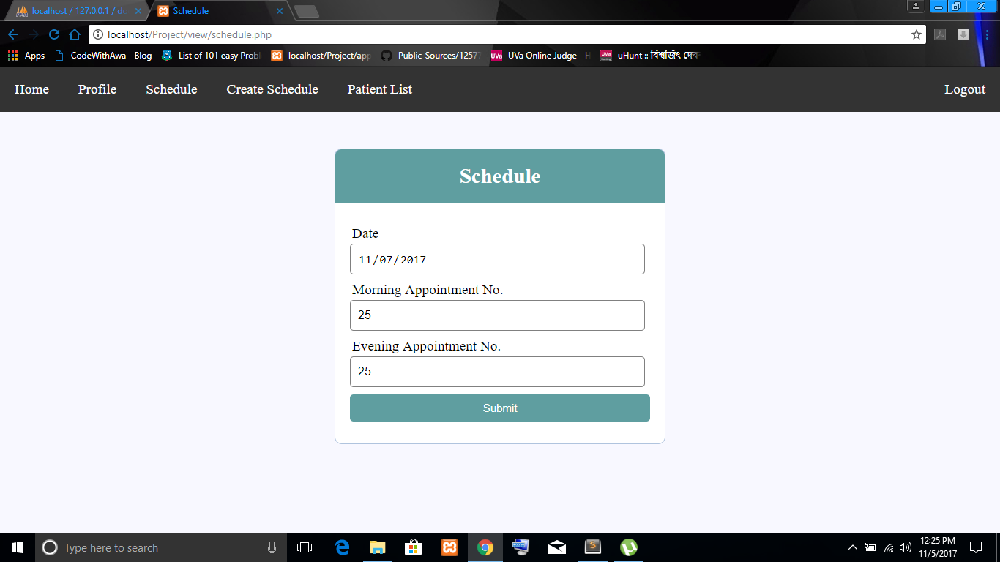 localhost / 127.0.0.1 / do
Schedule
localhost/Project/view/schedule.php
Apps
CodeWithAwa - Blog
List of 101 easy Probl
localhost/Project/app
Public-Sources/12577
UVa Online Judge - H
uHunt :: বিশ্বজিৎ দেব
Home
Profile
Schedule
Create Schedule
Patient List
Logout
Schedule
Date
11/07/2017
Morning Appointment No.
25
Evening Appointment No.
25
Submit
Type here to search
12:25 PM
11/5/2017